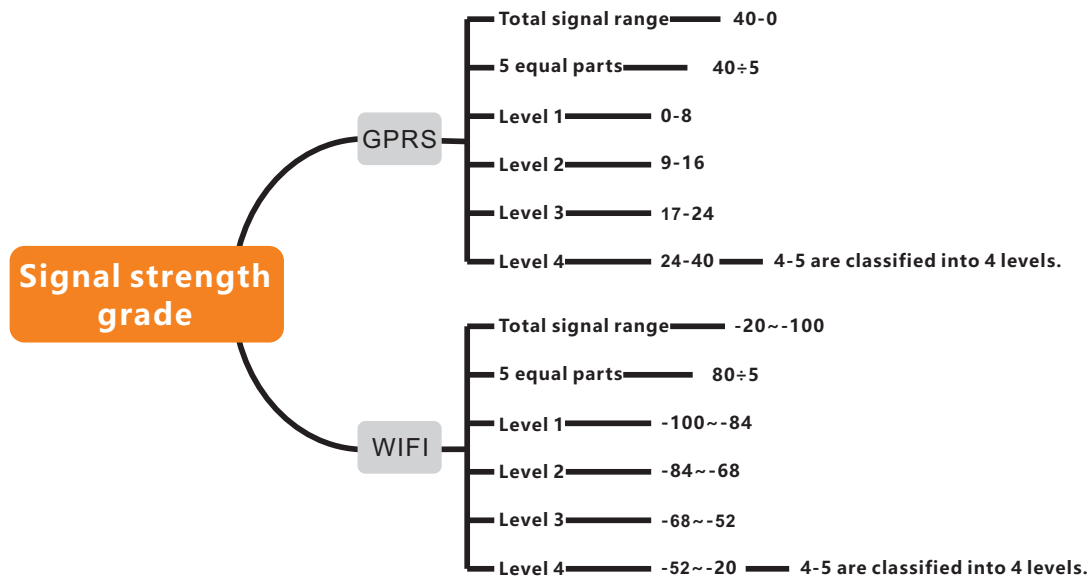 Total signal range 40-0
5 equal parts 40÷5
Level 1 0-8
GPRS
Level 2 9-16
Level 3 17-24
Level 4 24-40 4-5 are classified into 4 levels.
Signal strength
grade
Total signal range -20~-100
5 equal parts 80÷5
Level 1 -100~-84
WIFI
Level 2 -84~-68
Level 3 -68~-52
Level 4 -52~-20 4-5 are classified into 4 levels.